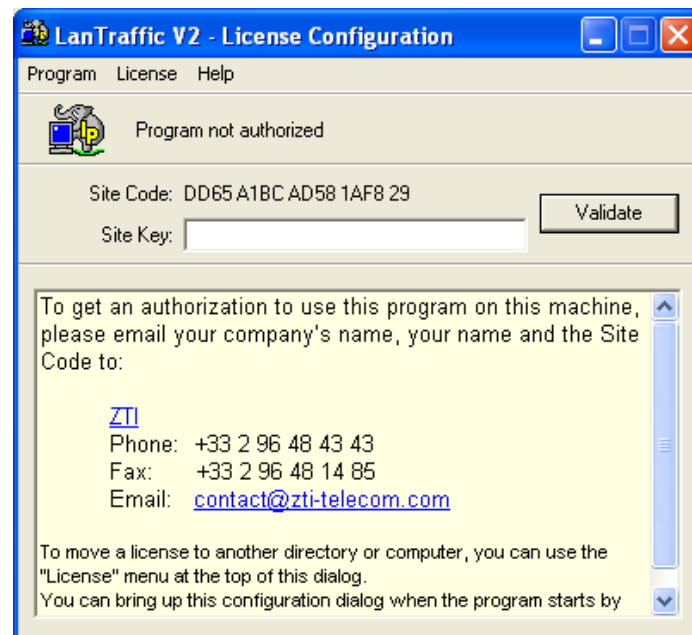 LanTraffic V2 - License Configuration
Program License Help
Program not authorized
Site Code: DD65 A1BC AD58 1AF8 29
Validate
Site Key:
To get an authorization to use this program on this machine,
please email your company's name, your name and the Site
Code to:
ZTI
Phone: +33 2 96 48 43 43
Fax: +33 2 96 48 14 85
Email: contact@zti-telecom.com
To move a license to another directory or computer, you can use the
"License" menu at the top of this dialog.
You can bring up this configuration dialog when the program starts by